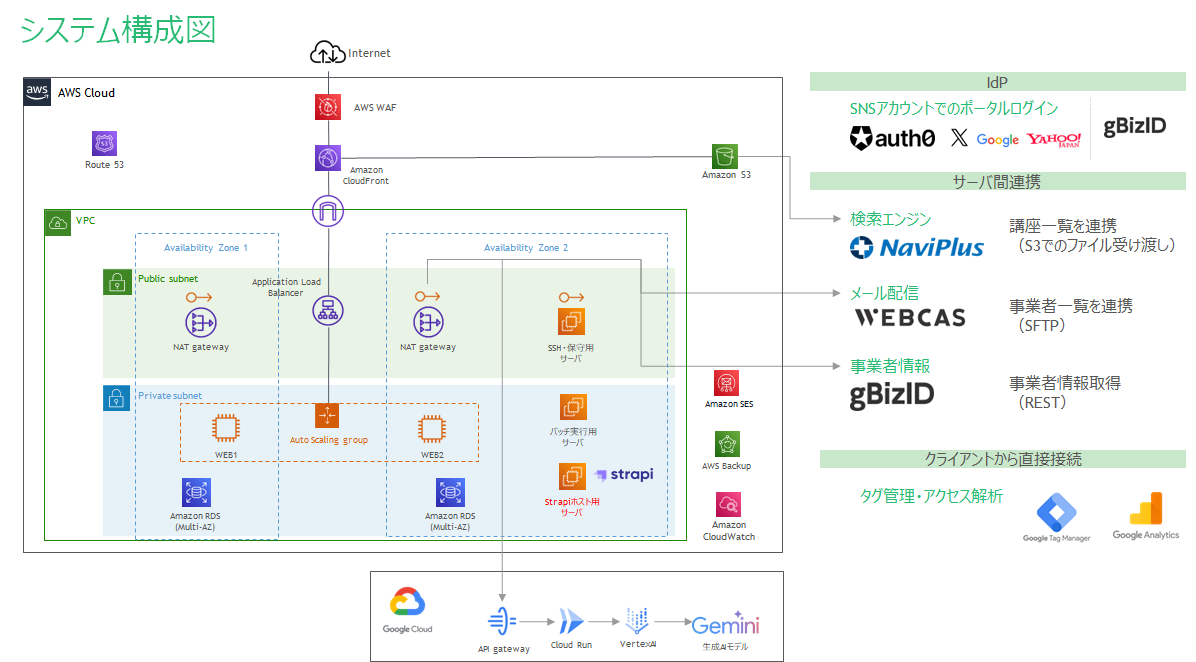 システム構成図
Internet
aws
AWS Cloud
AWS WAF
Route 53
Amazon
CloudFront
Amazon S3
VPC
Availability Zone 1
Availability Zone 2
Public subnet
Application Load
Balancer
NAT gateway
NAT gateway
SSH・保守用
サーバ
Private subnet
Auto Scaling group
WEB1
WEB2
バッチ実行用
サーバ
strapi
Strapiホスト用
サーバ
Amazon RDS
(Multi-AZ)
Amazon RDS
(Multi-AZ)
Amazon SES
AWS Backup
Amazon
CloudWatch
Google Cloud
API gateway
Cloud Run
VertexAI
Gemini
生成AIモデル
IdP
SNSアカウントでのポータルログイン
auth0
X
Google
YAHOO!
JAPAN
gBizID
サーバ間連携
検索エンジン
NaviPlus
講座一覧を連携
（S3でのファイル受け渡し）
メール配信
WEBCAS
事業者一覧を連携
（SFTP）
事業者情報
gBizID
事業者情報取得
（REST）
クライアントから直接接続
タグ管理・アクセス解析
Google Tag Manager
Google Analytics